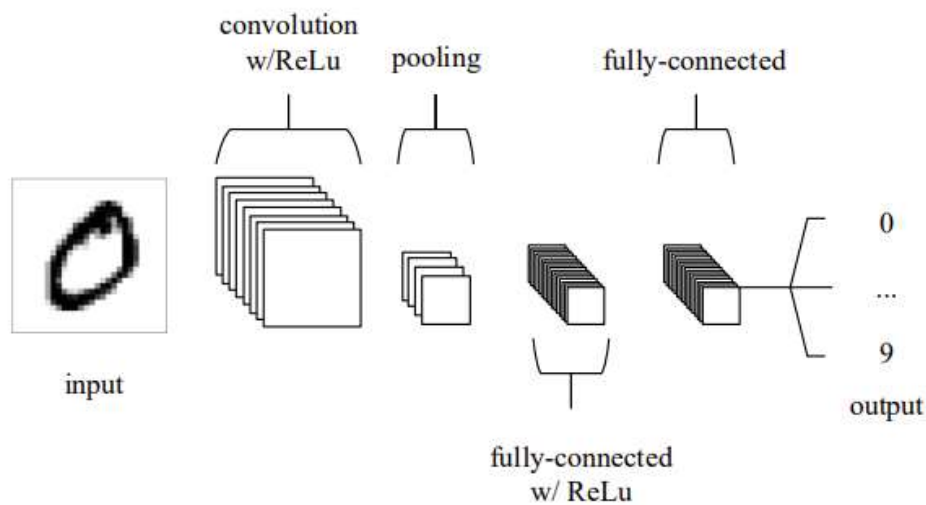 convolution
w/ReLu
pooling
fully-connected
input
fully-connected
w/ ReLu
0
...
9
output